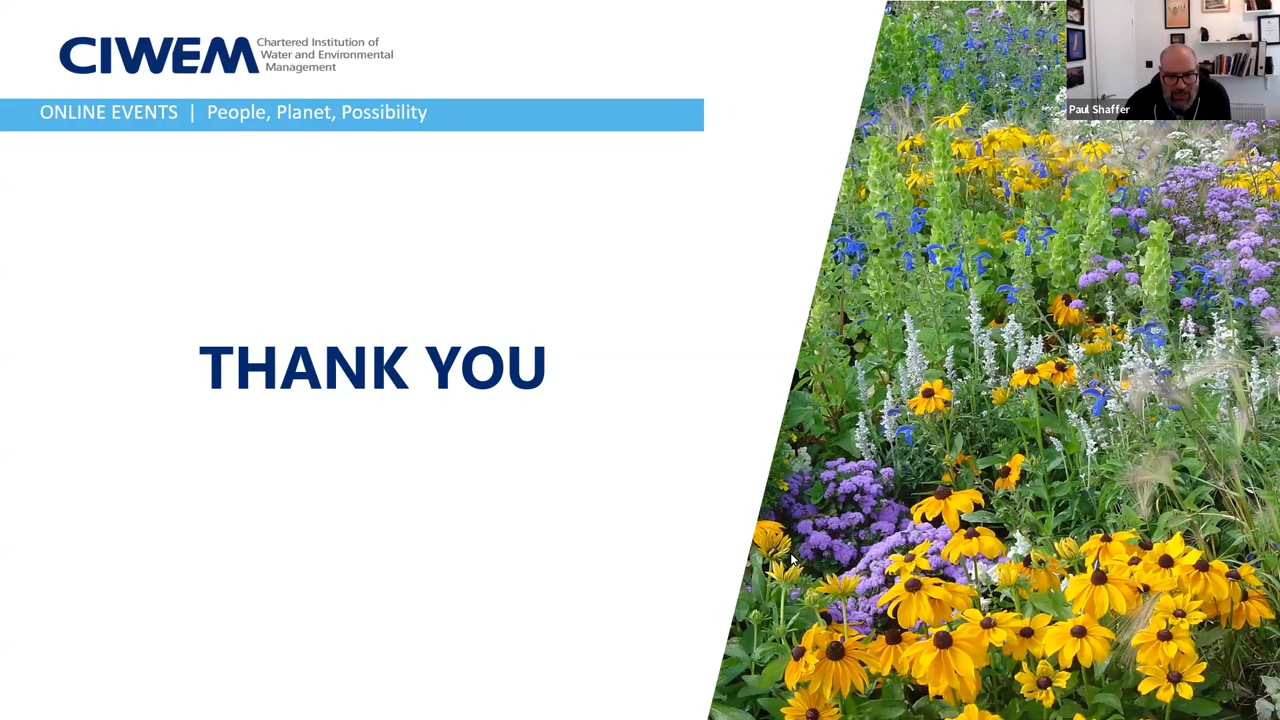 CIWEM
Chartered Institution of
Water and Environmental
Management
ONLINE EVENTS | People, Planet, Possibility
Paul Shaffer
THANK YOU